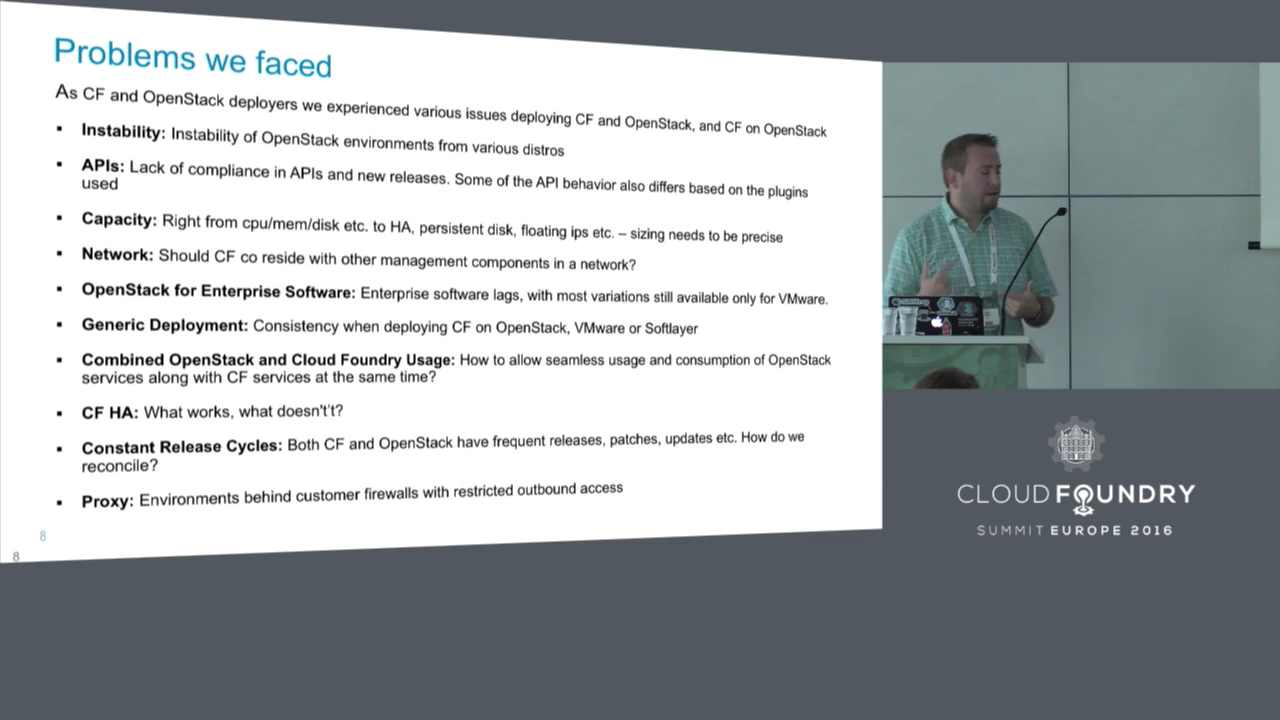 Problems we faced
As CF and OpenStack deployers we experienced various issues deploying CF and OpenStack, and CF on OpenStack
▪ Instability: Instability of OpenStack environments from various distros
▪ APIs: Lack of compliance in APIs and new releases. Some of the API behavior also differs based on the plugins
used
▪ Capacity: Right from cpu/mem/disk etc. to HA, persistent disk, floating ips etc. – sizing needs to be precise
▪ Network: Should CF co reside with other management components in a network?
▪ OpenStack for Enterprise Software: Enterprise software lags, with most variations still available only for VMware.
▪ Generic Deployment: Consistency when deploying CF on OpenStack, VMware or Softlayer
▪ Combined OpenStack and Cloud Foundry Usage: How to allow seamless usage and consumption of OpenStack
services along with CF services at the same time?
▪ CF HA: What works, what doesn't't?
▪ Constant Release Cycles: Both CF and OpenStack have frequent releases, patches, updates etc. How do we
reconcile?
▪ Proxy: Environments behind customer firewalls with restricted outbound access
8
8
CLOUD FOUNDRY
SUMMIT EUROPE 2016